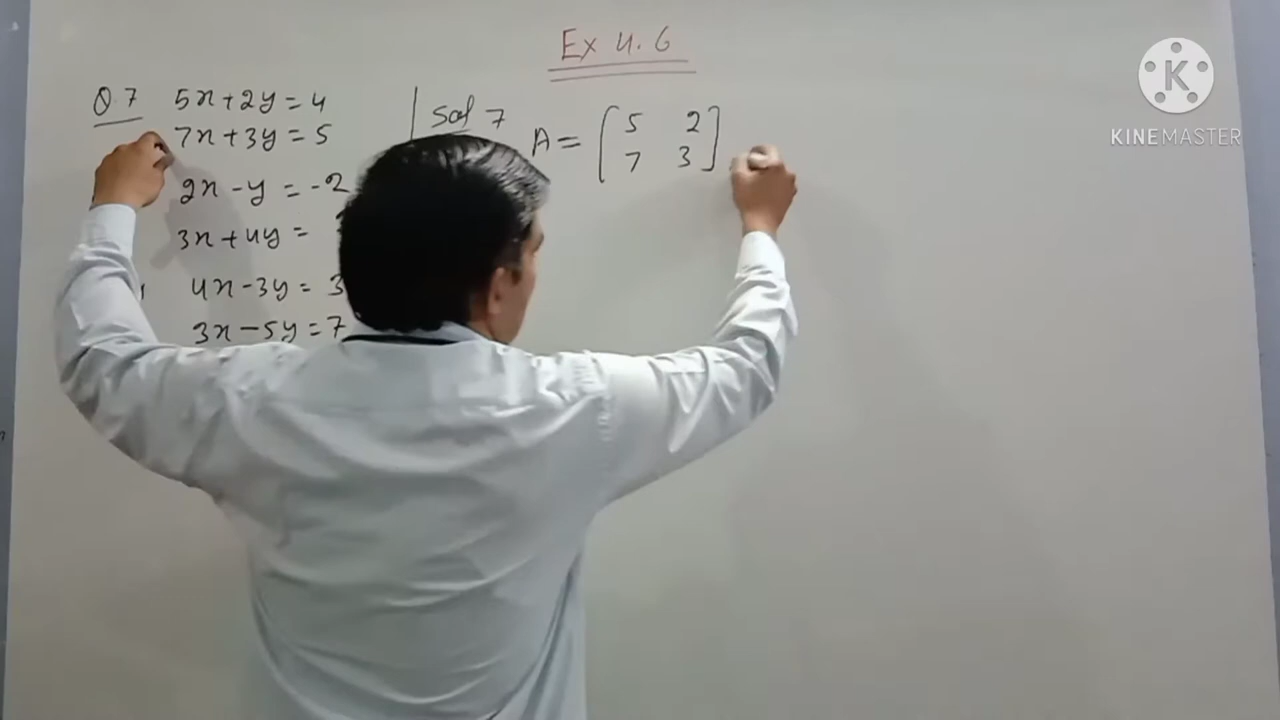 Ex 4.6
Q.7 5x+2y=4
7x+3y=5
2x-y=-2
3x+4y=
4x-3y=3
3x-5y=7
Sol 7
A = [5 2
7 3]
K
KINEMASTER